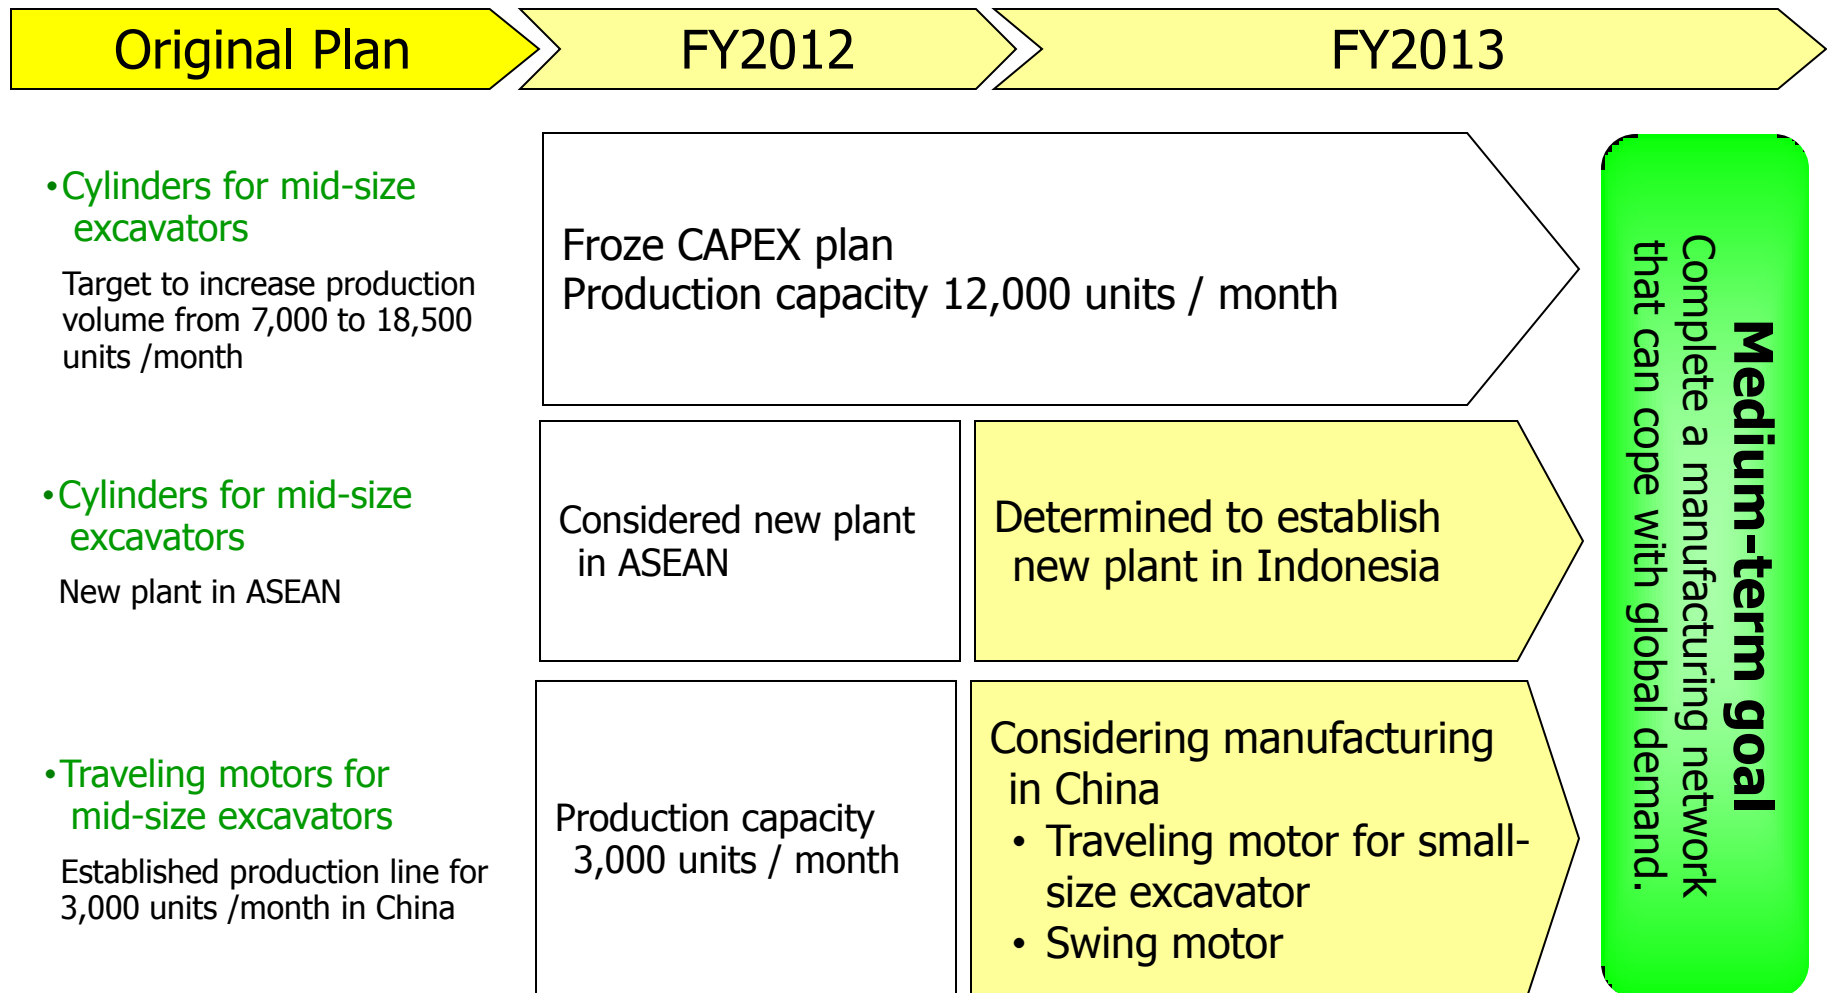 Original Plan
FY2012
FY2013
•Cylinders for mid-size
excavators
Target to increase production
volume from 7,000 to 18,500
units /month
Froze CAPEX plan
Production capacity 12,000 units / month
•Cylinders for mid-size
excavators
New plant in ASEAN
Considered new plant
in ASEAN
Determined to establish
new plant in Indonesia
•Traveling motors for
mid-size excavators
Established production line for
3,000 units /month in China
Production capacity
3,000 units / month
Considering manufacturing
in China
• Traveling motor for small-
size excavator
• Swing motor
Medium-term goal
Complete a manufacturing network
that can cope with global demand.